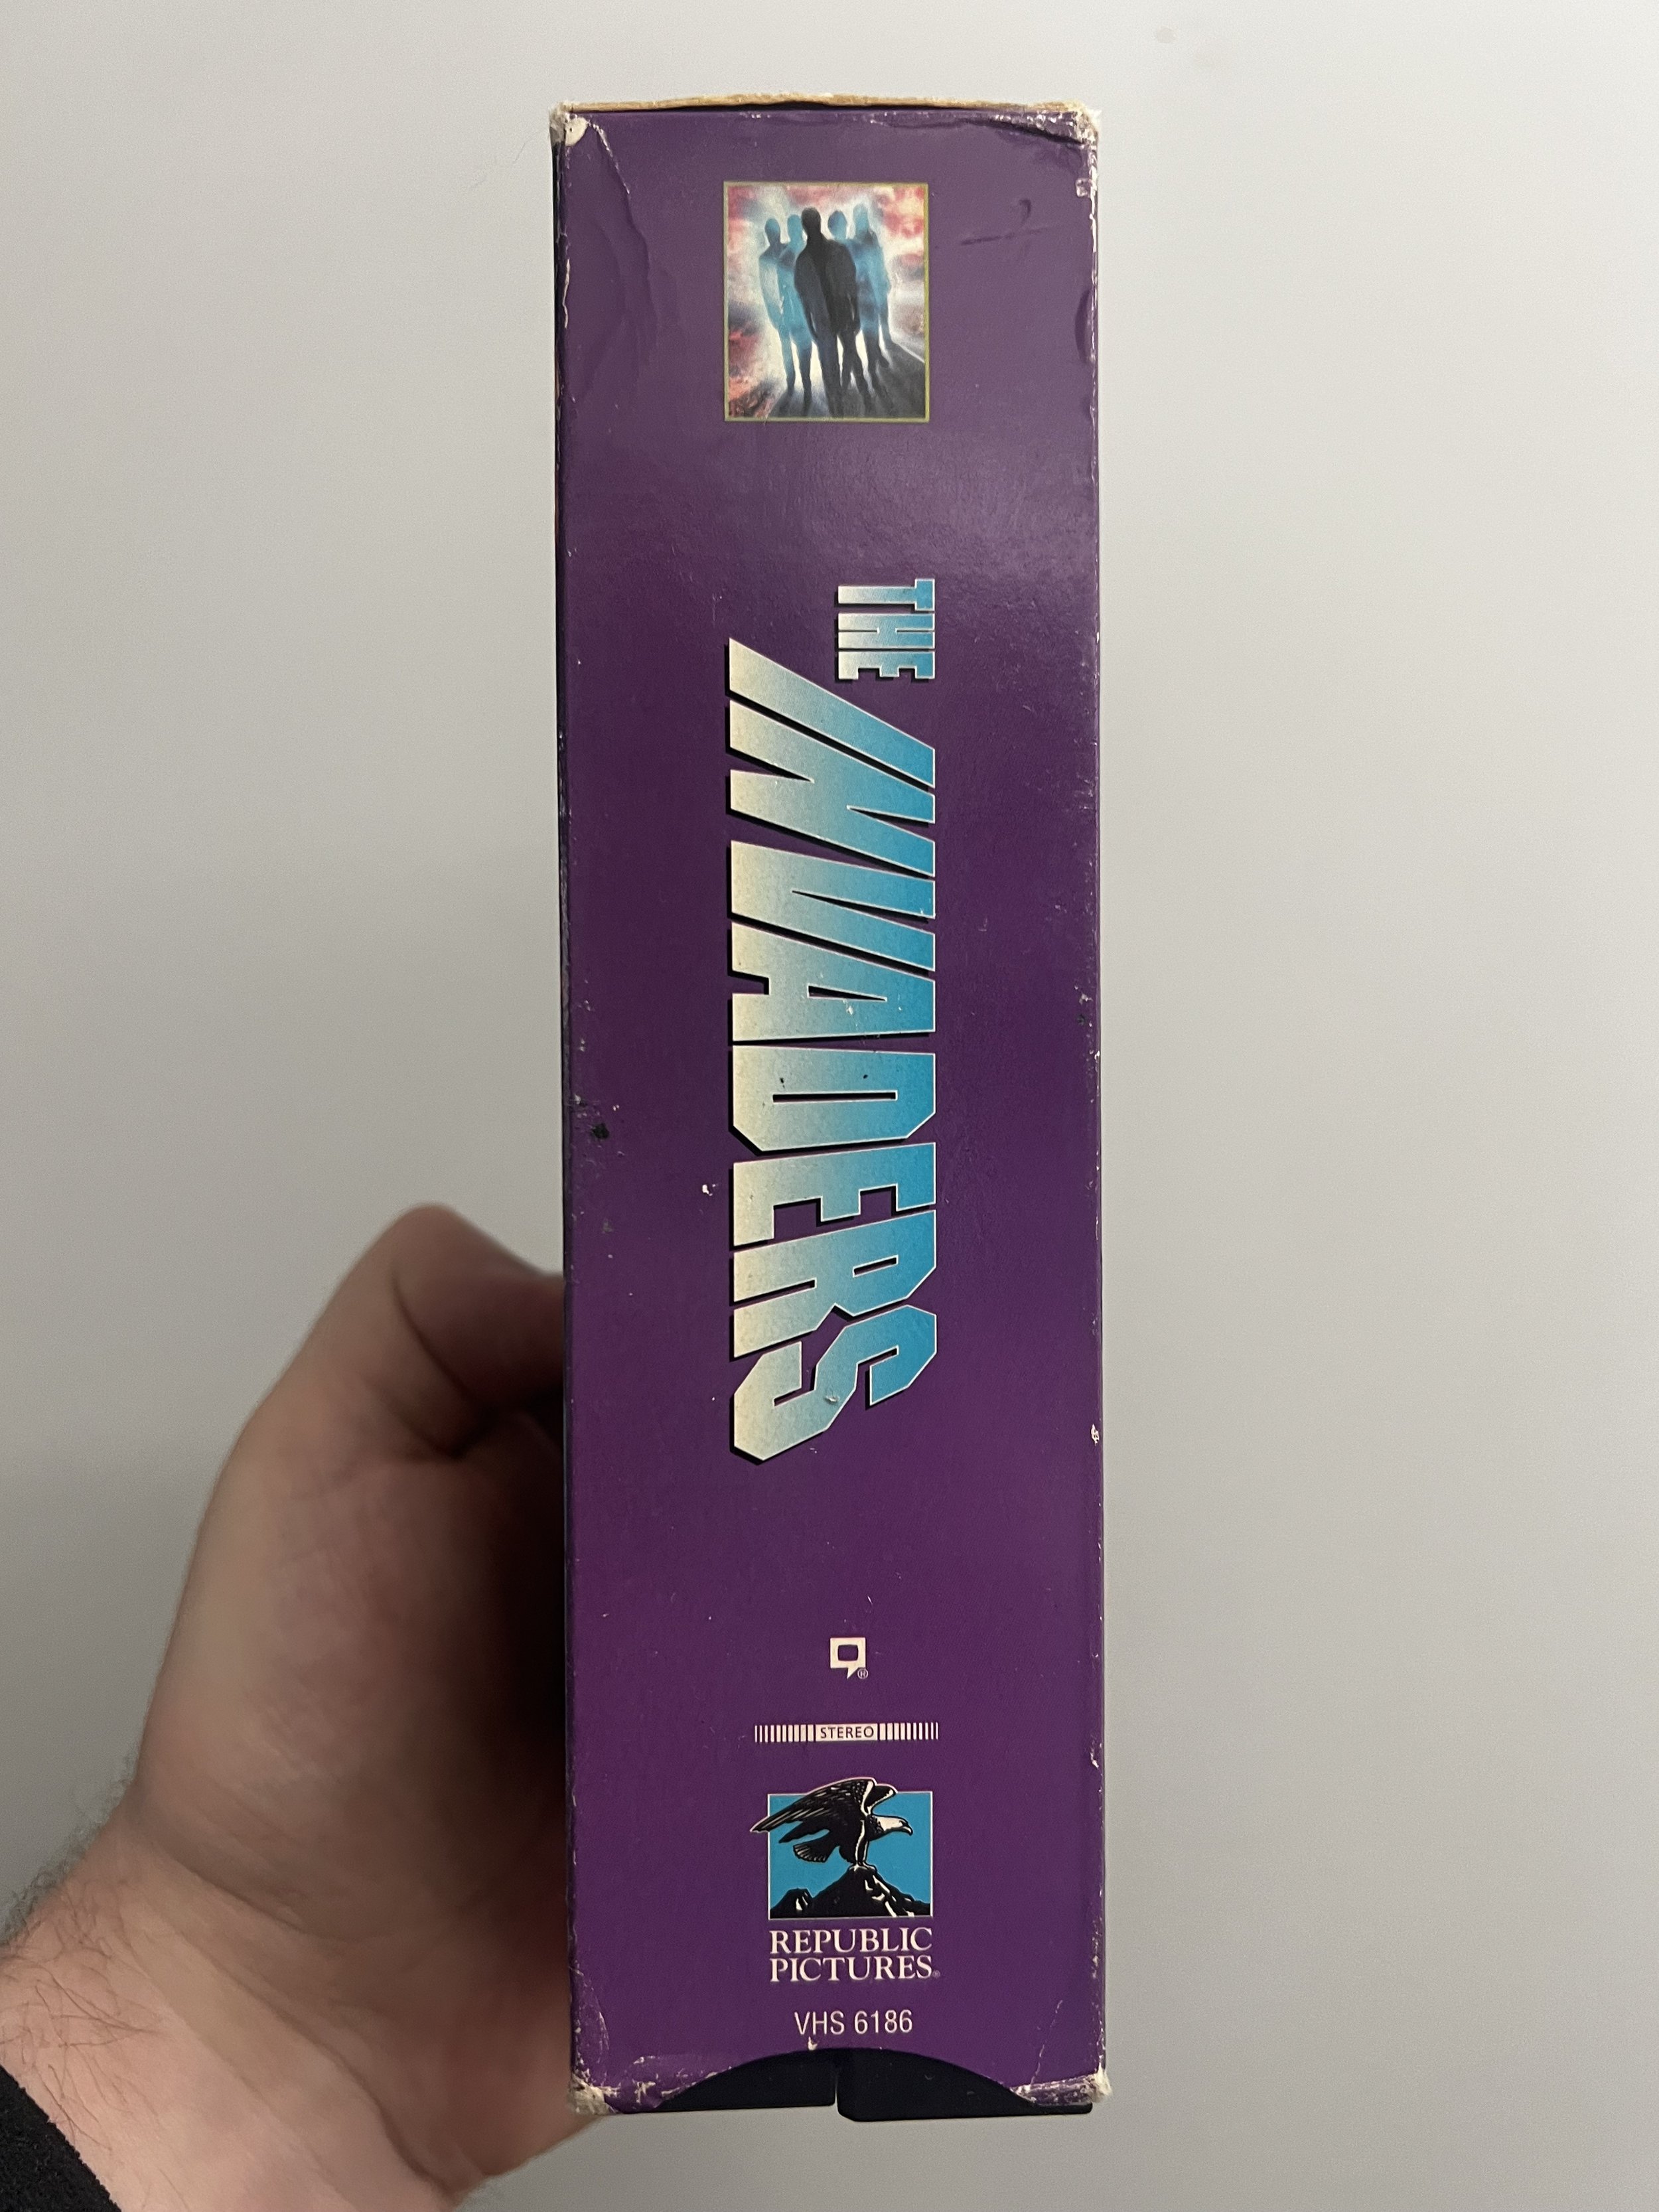 THE
INVADERS
STEREO
REPUBLIC
PICTURES®
VHS 6186